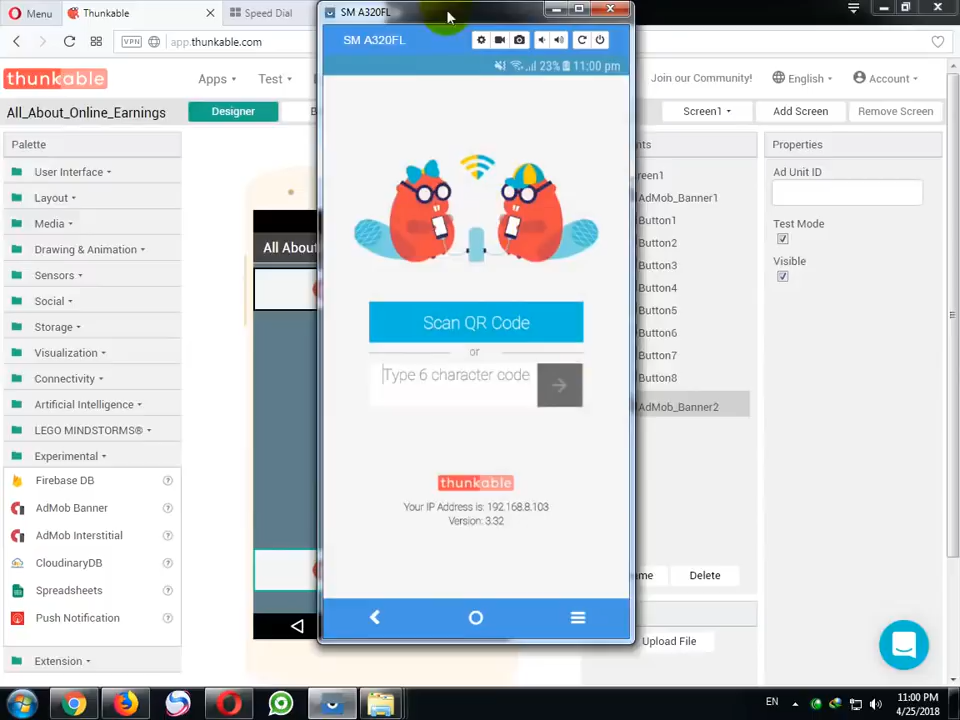 Menu
Thunkable
Speed Dial
SM A320FL
VPN
app.thunkable.com
SM A320FL
23%
11:00 pm
thunkable
Apps
Test
Join our Community!
English
Account
All_About_Online_Earnings
Designer
B
Screen1
Add Screen
Remove Screen
Palette
User Interface
Layout
Media
Drawing & Animation
Sensors
Social
Storage
Visualization
Connectivity
Artificial Intelligence
LEGO MINDSTORMS®
Experimental
Firebase DB
?
AdMob Banner
?
AdMob Interstitial
?
CloudinaryDB
?
Spreadsheets
?
Push Notification
?
Extension
All Abou
Scan QR Code
or
Type 6 character code
thunkable
Your IP Address is: 192.168.8.103
Version: 3.32
nts
reen1
AdMob_Banner1
Button1
Button2
Button3
Button4
Button5
Button6
Button7
Button8
AdMob_Banner2
me
Delete
Upload File
Properties
Ad Unit ID
Test Mode
Visible
EN
11:00 PM
4/25/2018